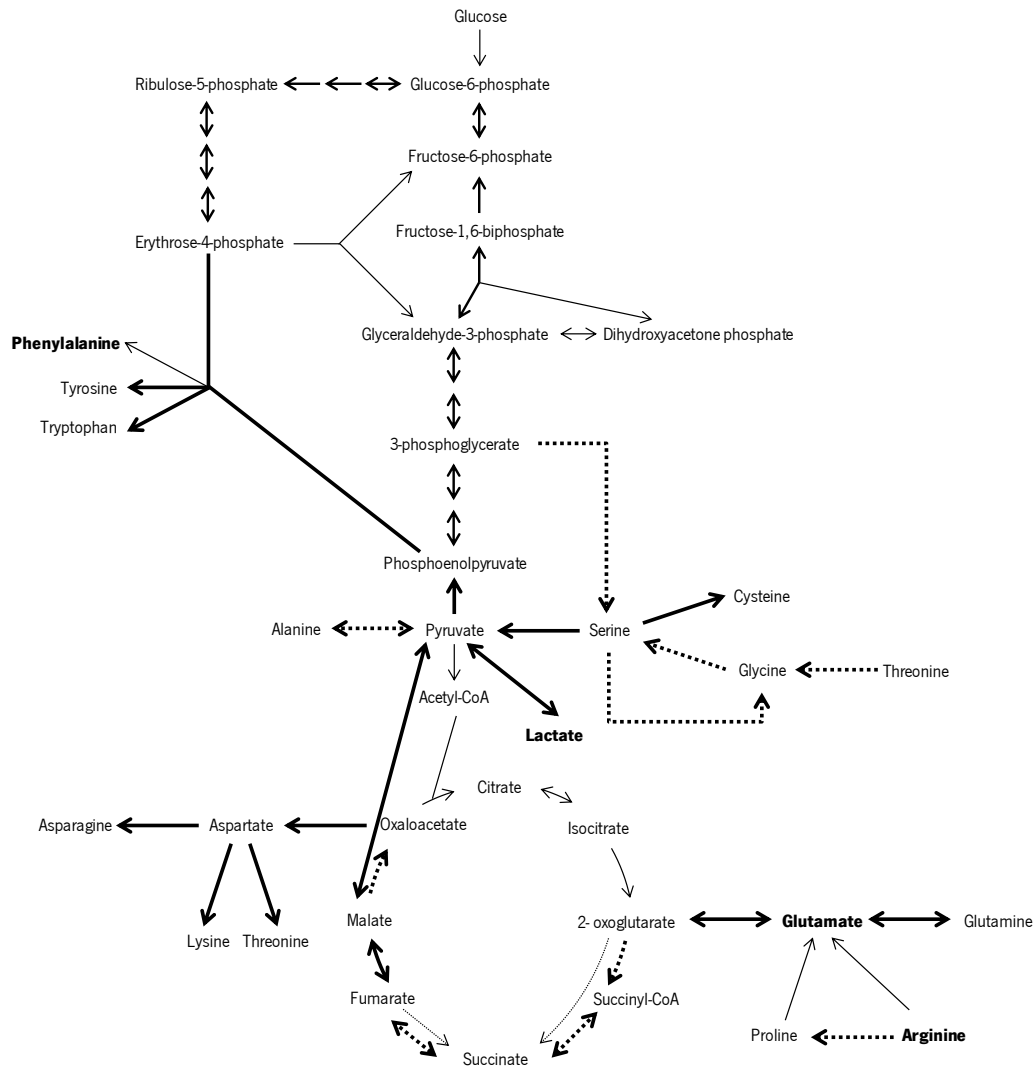 Glucose
Ribulose-5-phosphate
Glucose-6-phosphate
Fructose-6-phosphate
Fructose-1,6-biphosphate
Erythrose-4-phosphate
Glyceraldehyde-3-phosphate
Dihydroxyacetone phosphate
Phenylalanine
Tyrosine
Tryptophan
3-phosphoglycerate
Phosphoenolpyruvate
Cysteine
Alanine
Pyruvate
Serine
Glycine
Threonine
Acetyl-CoA
Lactate
Citrate
Asparagine
Aspartate
Oxaloacetate
Isocitrate
Malate
2- oxoglutarate
Glutamate
Glutamine
Lysine
Threonine
Fumarate
Succinyl-CoA
Proline
Arginine
Succinate